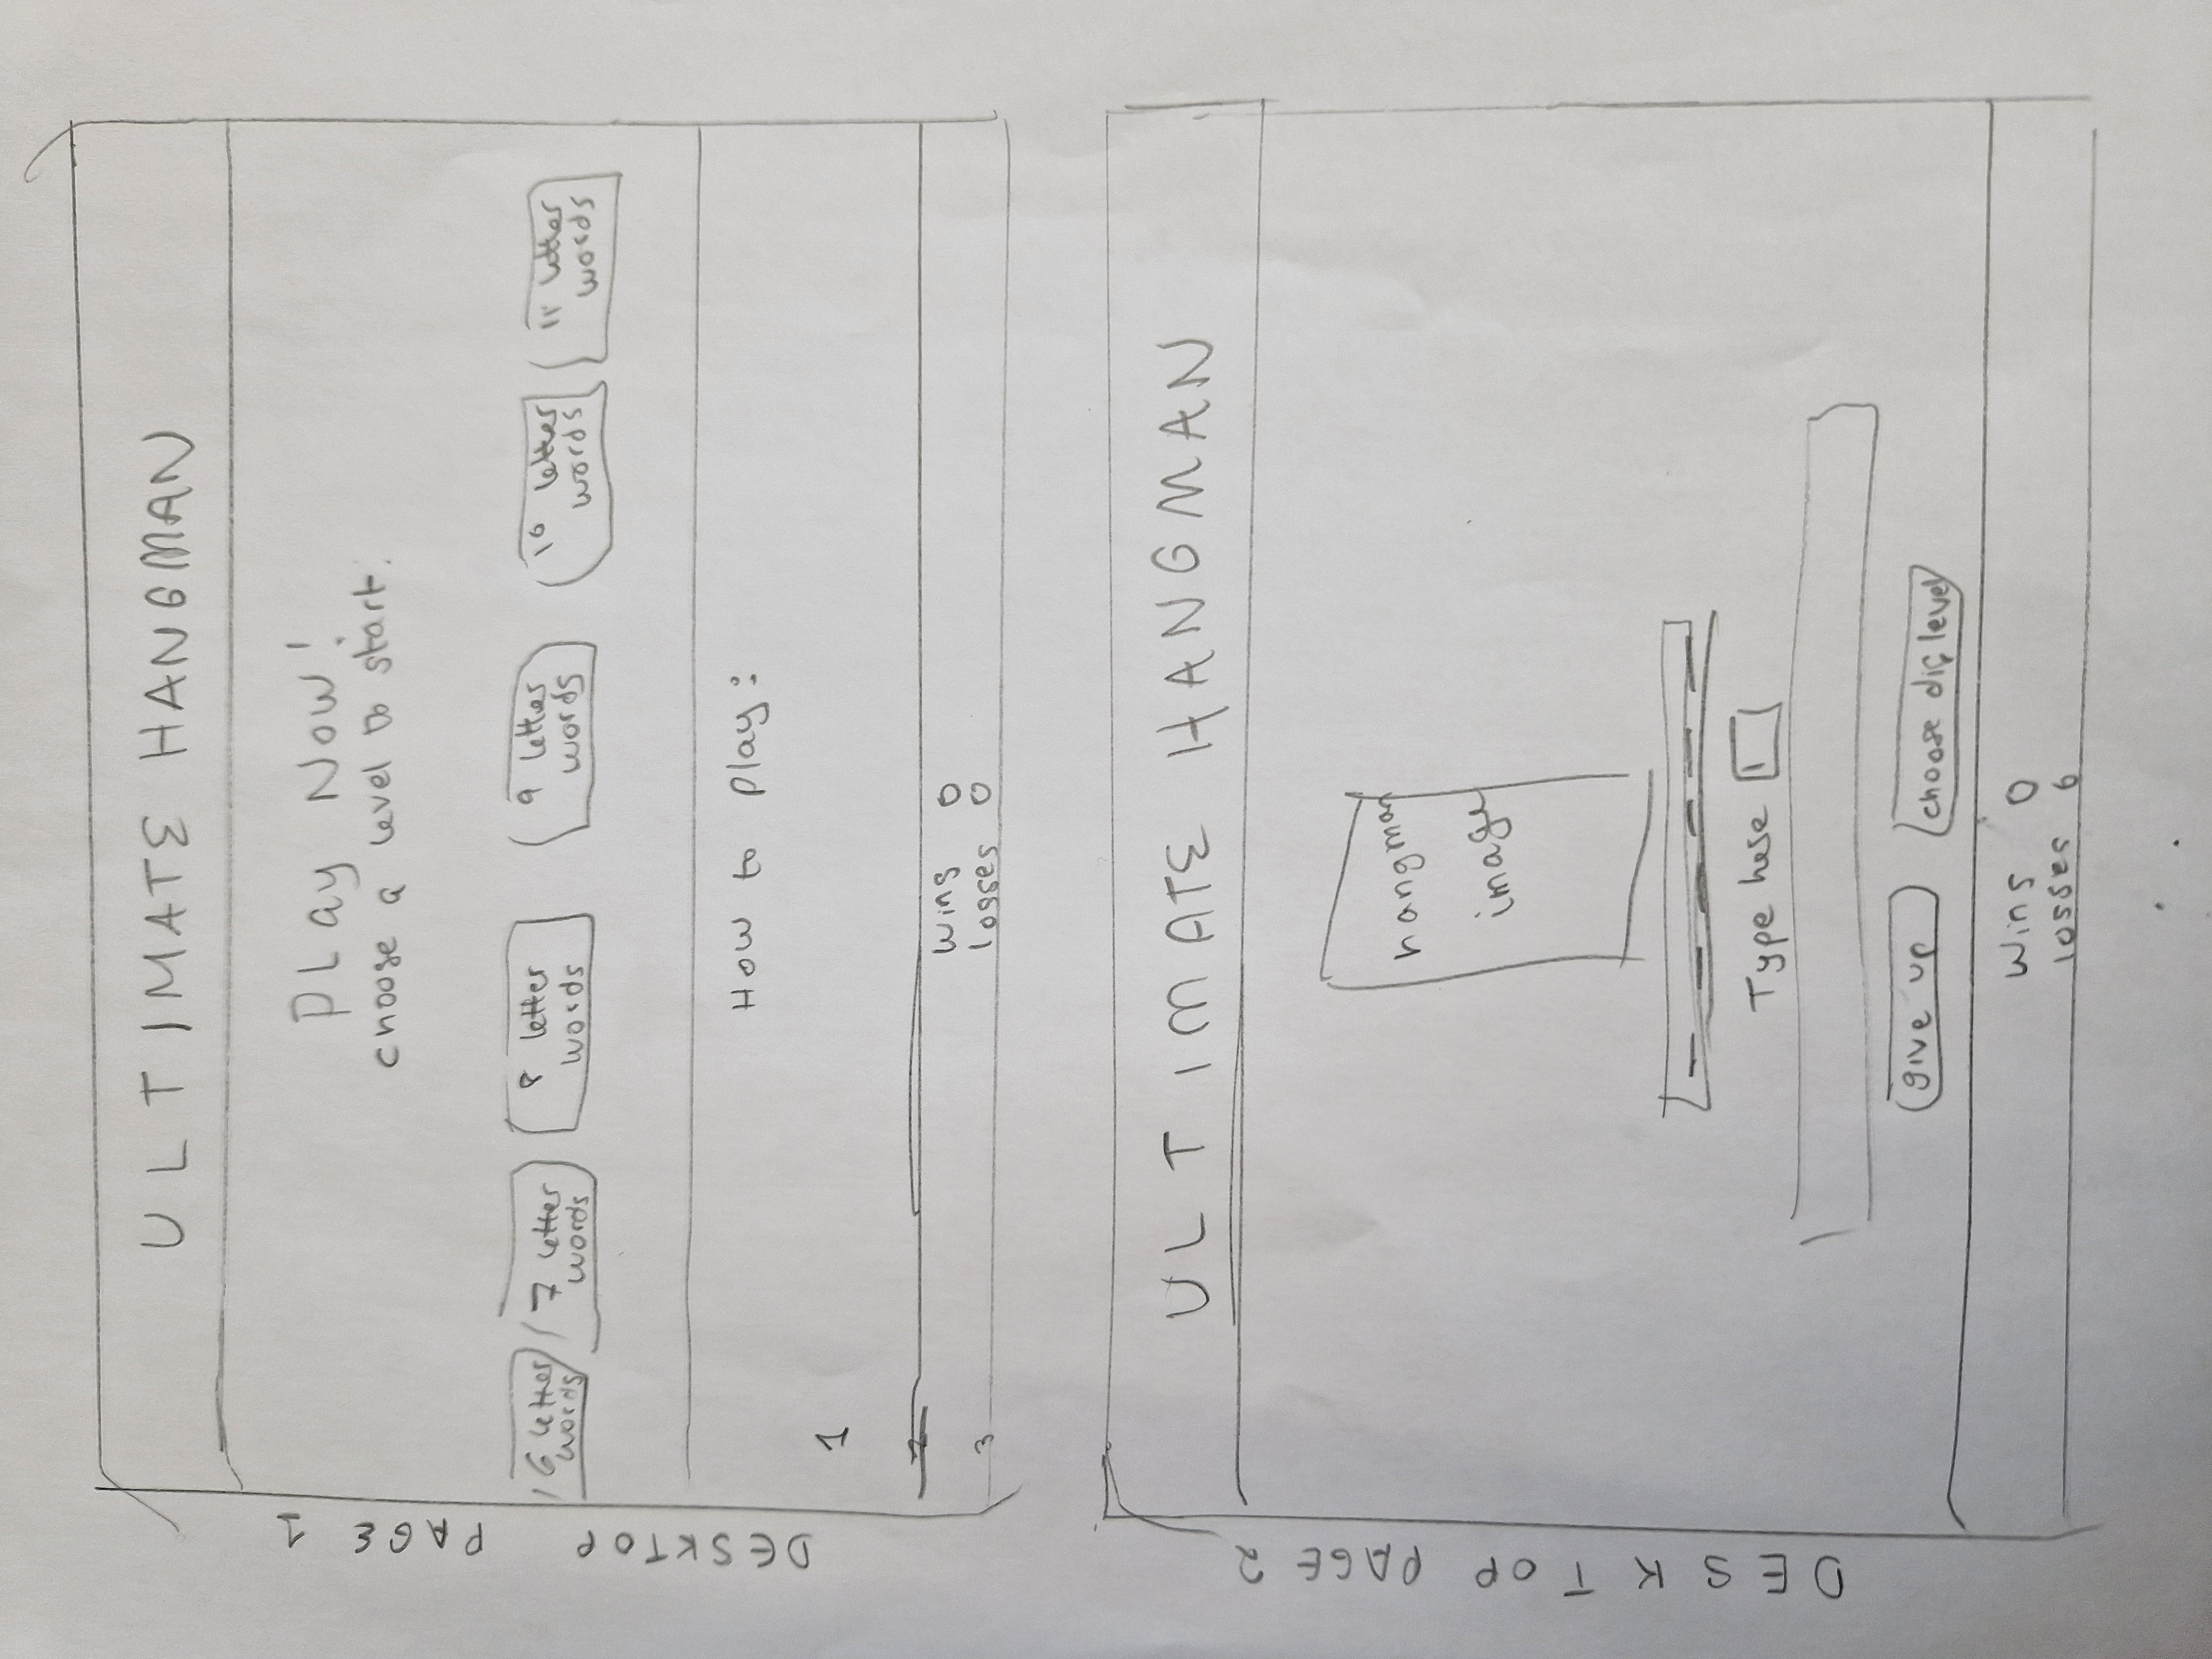 DESKTOP PAGE 1
ULTIMATE HANGMAN
Play Now!
choose a level to start.
6 letter words
7 letter words
8 letter words
9 letter words
10 letter words
11 letter words
How to play:
1
2
wins 0
3
losses 0
DESKTOP PAGE 2
ULTIMATE HANGMAN
hangman
image
Type here
give up
choose dif level
Wins 0
losses 0